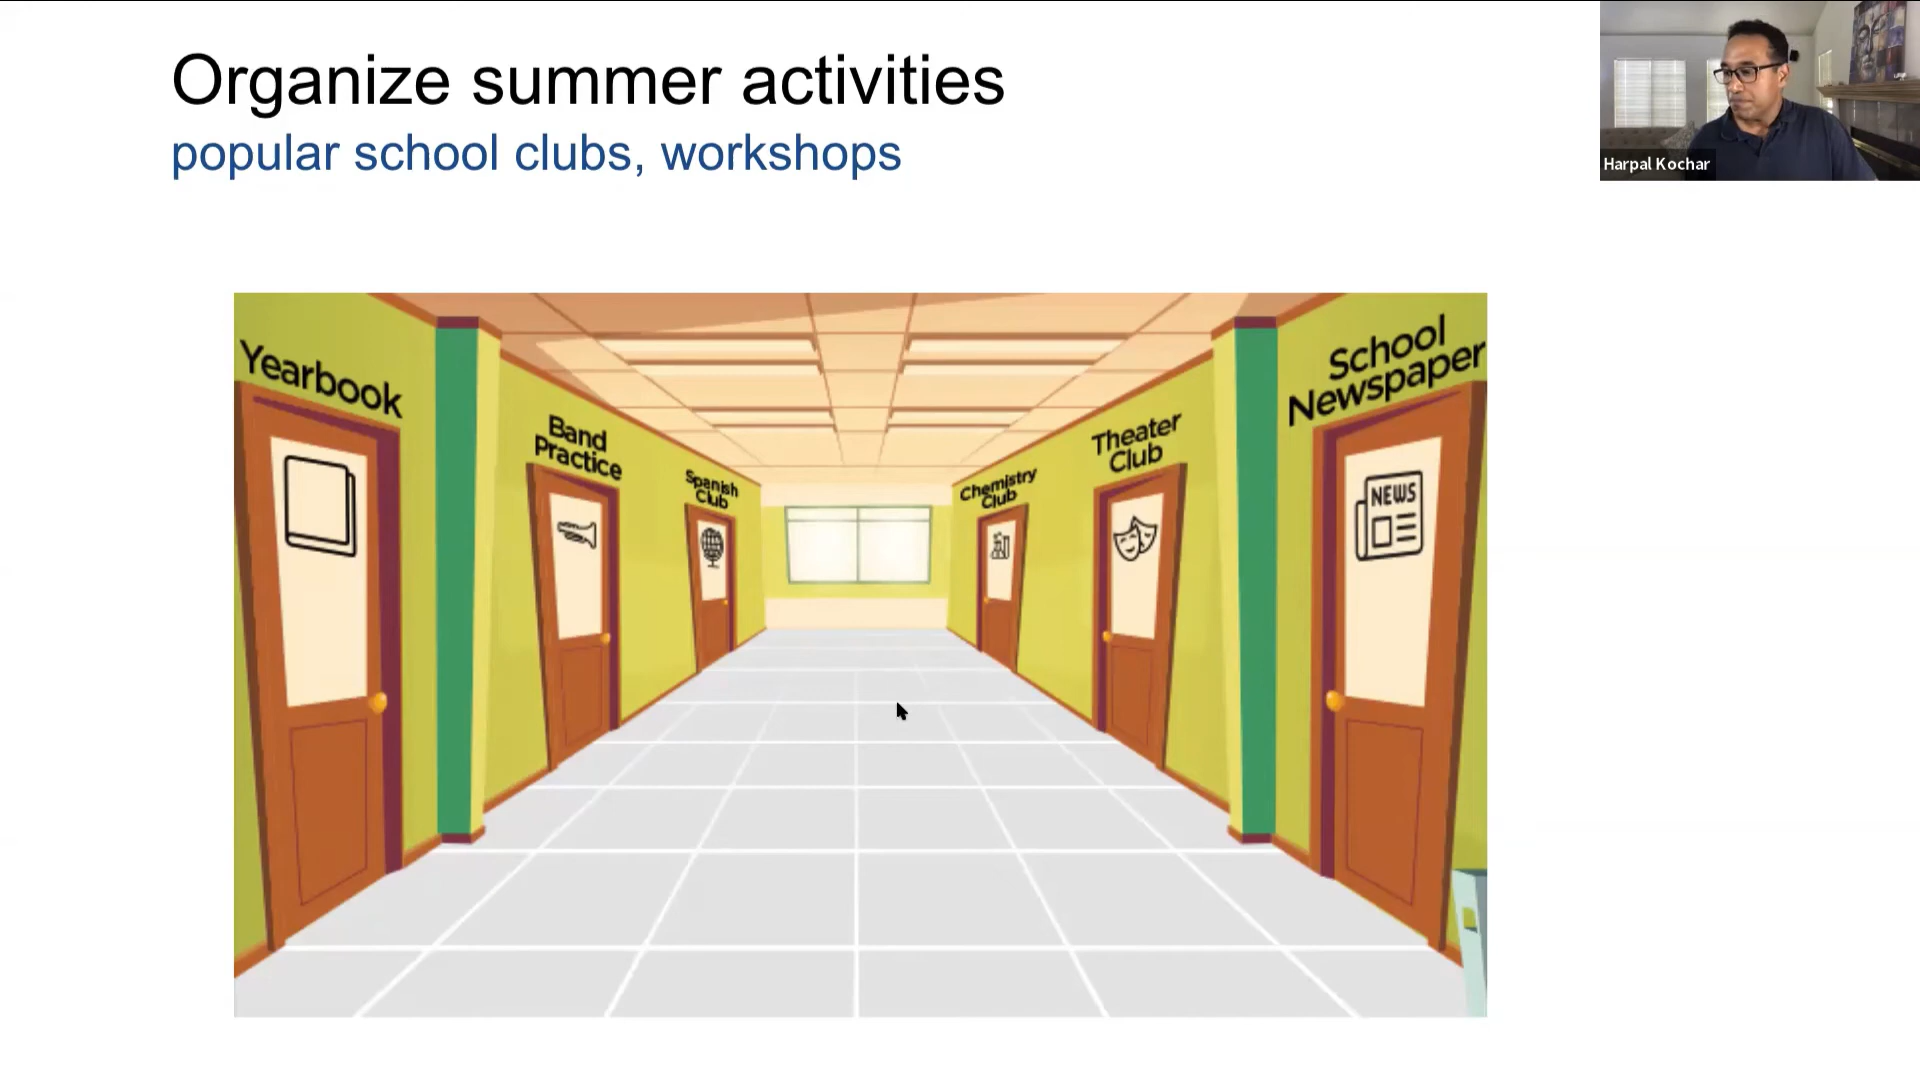 Organize summer activities
popular school clubs, workshops
Harpal Kochar
Yearbook
Band
Practice
Spanish
Club
Chemistry
Club
Theater
Club
School
Newspaper
NEWS